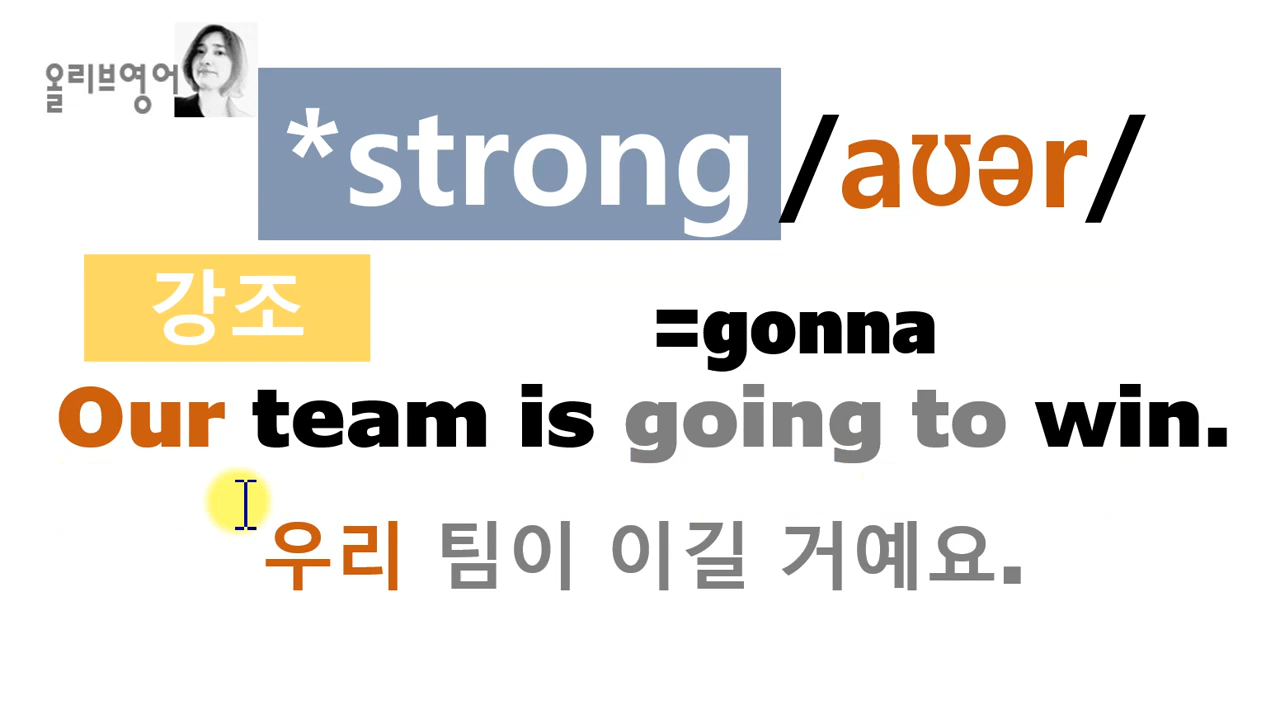 올리브영어
*strong /aʊər/
강조
=gonna
Our team is going to win.
우리 팀이 이길 거예요.